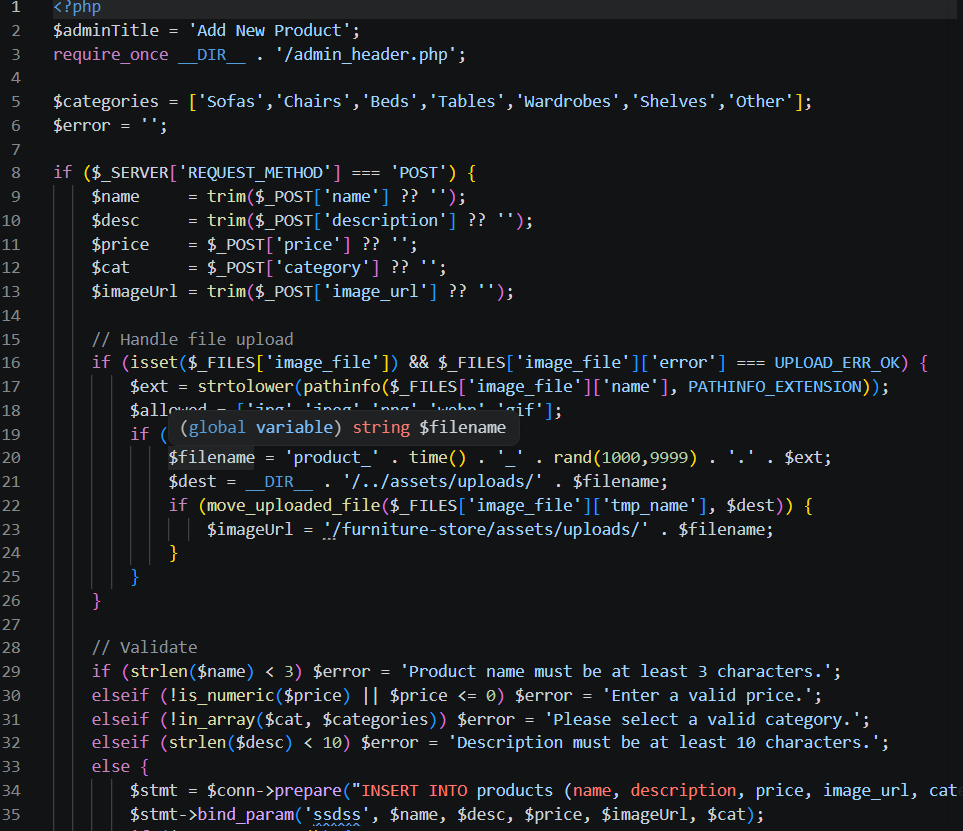 1 <?php
2 $adminTitle = 'Add New Product';
3 require_once __DIR__ . '/admin_header.php';
4
5 $categories = ['Sofas','Chairs','Beds','Tables','Wardrobes','Shelves','Other'];
6 $error = '';
7
8 if ($_SERVER['REQUEST_METHOD'] === 'POST') {
9 $name     = trim($_POST['name'] ?? '');
10 $desc     = trim($_POST['description'] ?? '');
11 $price    = $_POST['price'] ?? '';
12 $cat      = $_POST['category'] ?? '';
13 $imageUrl = trim($_POST['image_url'] ?? '');
14
15 // Handle file upload
16 if (isset($_FILES['image_file']) && $_FILES['image_file']['error'] === UPLOAD_ERR_OK) {
17 $ext = strtolower(pathinfo($_FILES['image_file']['name'], PATHINFO_EXTENSION));
18 $allowed = ['jpg','jpeg','png','webp','gif'];
19 if (
(global variable) string $filename
20 $filename = 'product_' . time() . '_' . rand(1000,9999) . '.' . $ext;
21 $dest = __DIR__ . '/../assets/uploads/' . $filename;
22 if (move_uploaded_file($_FILES['image_file']['tmp_name'], $dest)) {
23 $imageUrl = '/furniture-store/assets/uploads/' . $filename;
24 }
25 }
26 }
27
28 // Validate
29 if (strlen($name) < 3) $error = 'Product name must be at least 3 characters.';
30 elseif (!is_numeric($price) || $price <= 0) $error = 'Enter a valid price.';
31 elseif (!in_array($cat, $categories)) $error = 'Please select a valid category.';
32 elseif (strlen($desc) < 10) $error = 'Description must be at least 10 characters.';
33 else {
34 $stmt = $conn->prepare("INSERT INTO products (name, description, price, image_url, cat
35 $stmt->bind_param('ssdss', $name, $desc, $price, $imageUrl, $cat);